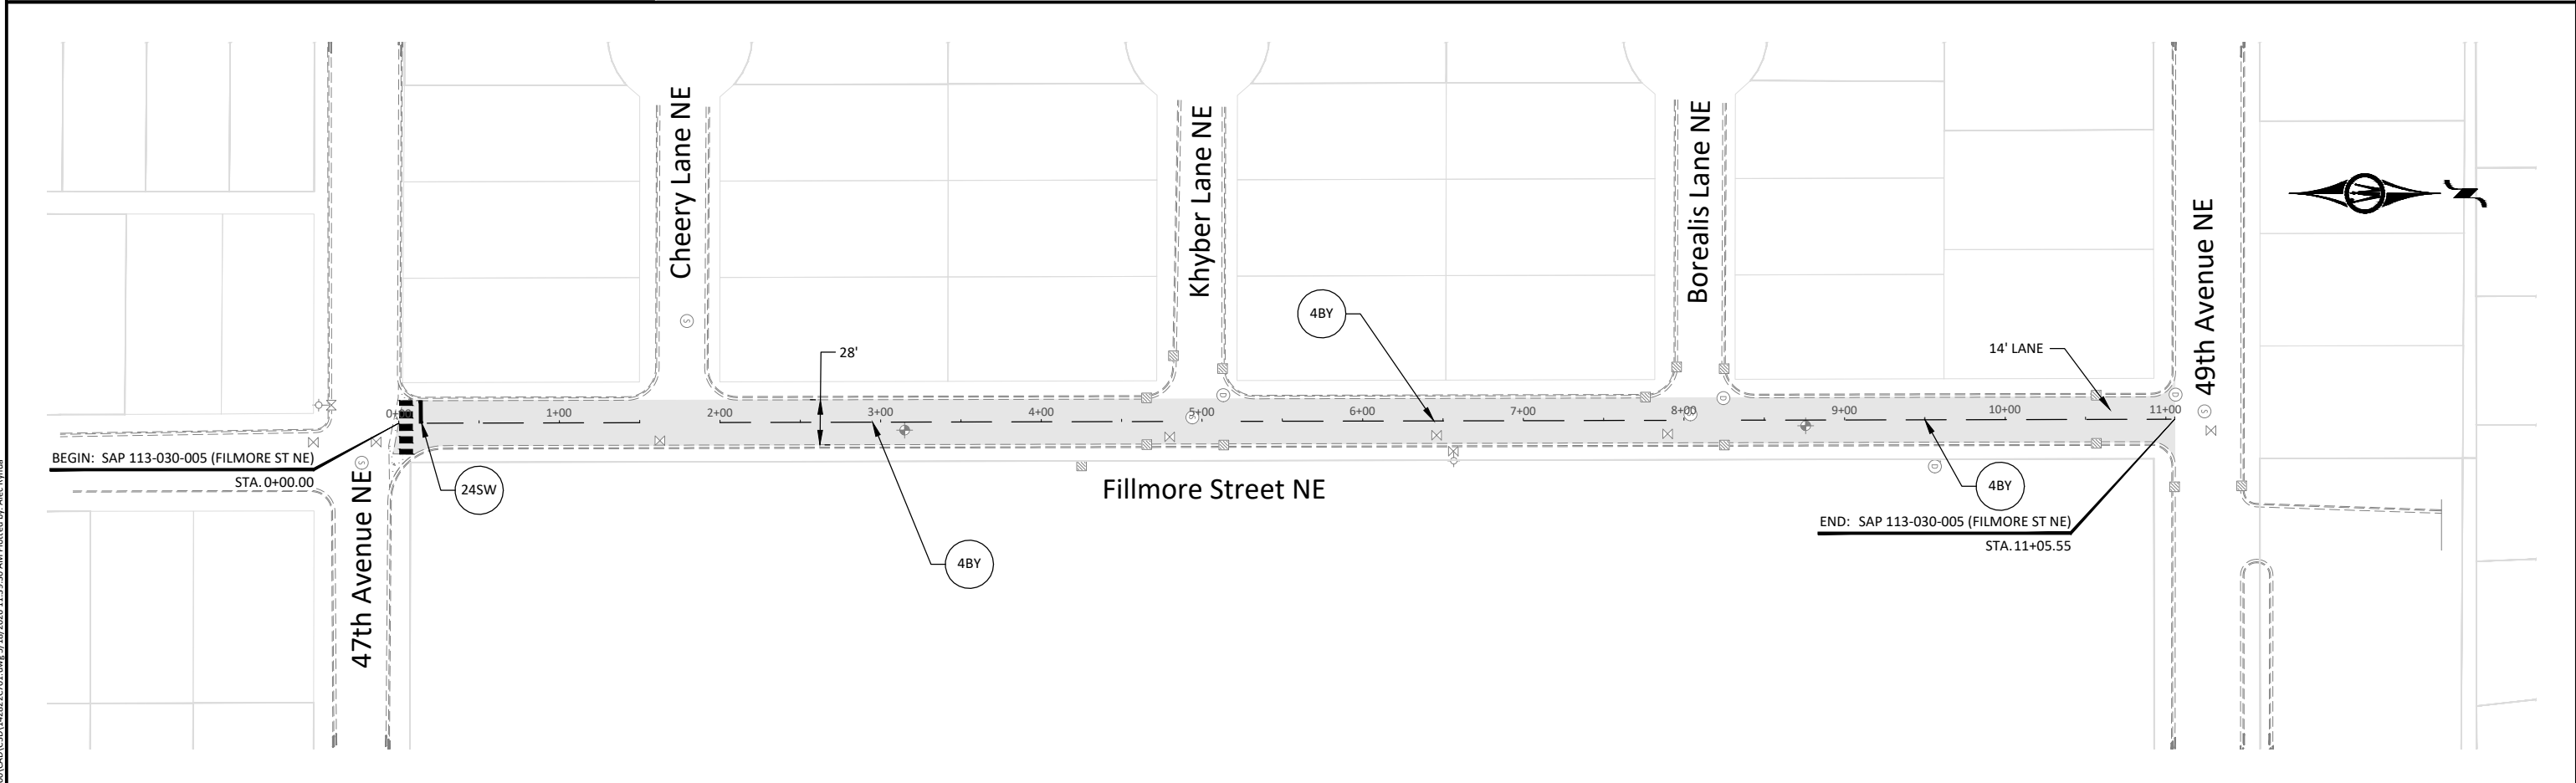 Cheery Lane NE
Khyber Lane NE
Borealis Lane NE
49th Avenue NE
4BY
28'
14' LANE
0+00
1+00
2+00
3+00
4+00
5+00
6+00
7+00
8+00
9+00
10+00
11+00
BEGIN: SAP 113-030-005 (FILMORE ST NE)
STA. 0+00.00
24SW
47th Avenue NE
Fillmore Street NE
4BY
4BY
END: SAP 113-030-005 (FILMORE ST NE)
STA. 11+05.55
S
S
S
D
D
D
D